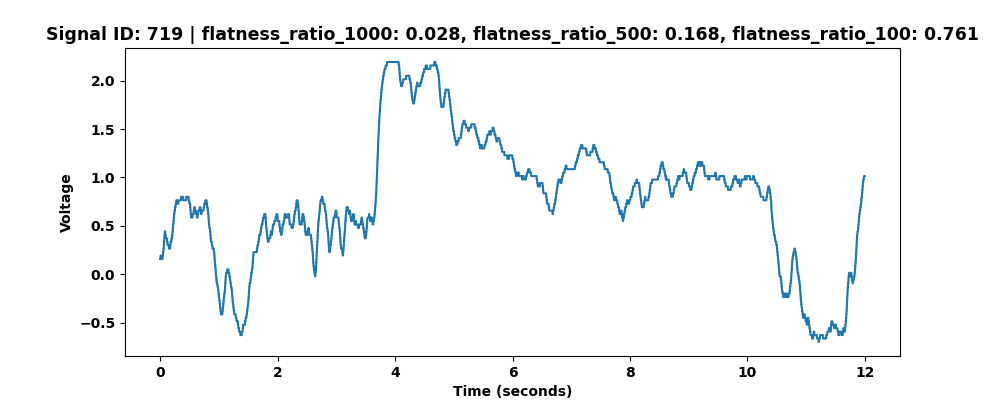 Signal ID: 719 | flatness_ratio_1000: 0.028, flatness_ratio_500: 0.168, flatness_ratio_100: 0.761
2.0
1.5
1.0
0.5
0.0
−0.5
Voltage
0 2 4 6 8 10 12
Time (seconds)